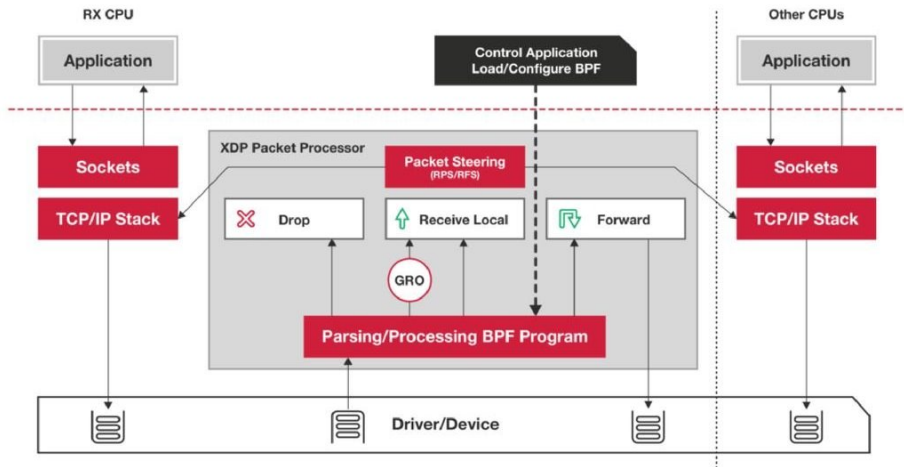 RX CPU
Other CPUs
Application
Control Application
Load/Configure BPF
Application
XDP Packet Processor
Sockets
Packet Steering
(RPS/RFS)
Sockets
TCP/IP Stack
Drop
Receive Local
Forward
TCP/IP Stack
GRO
Parsing/Processing BPF Program
Driver/Device